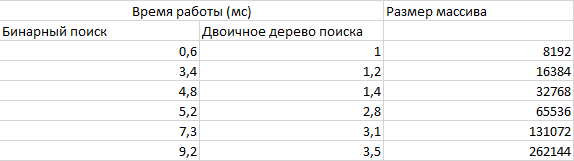 Время работы (мс) Размер массива
Бинарный поиск Двоичное дерево поиска
0,6 1 8192
3,4 1,2 16384
4,8 1,4 32768
5,2 2,8 65536
7,3 3,1 131072
9,2 3,5 262144